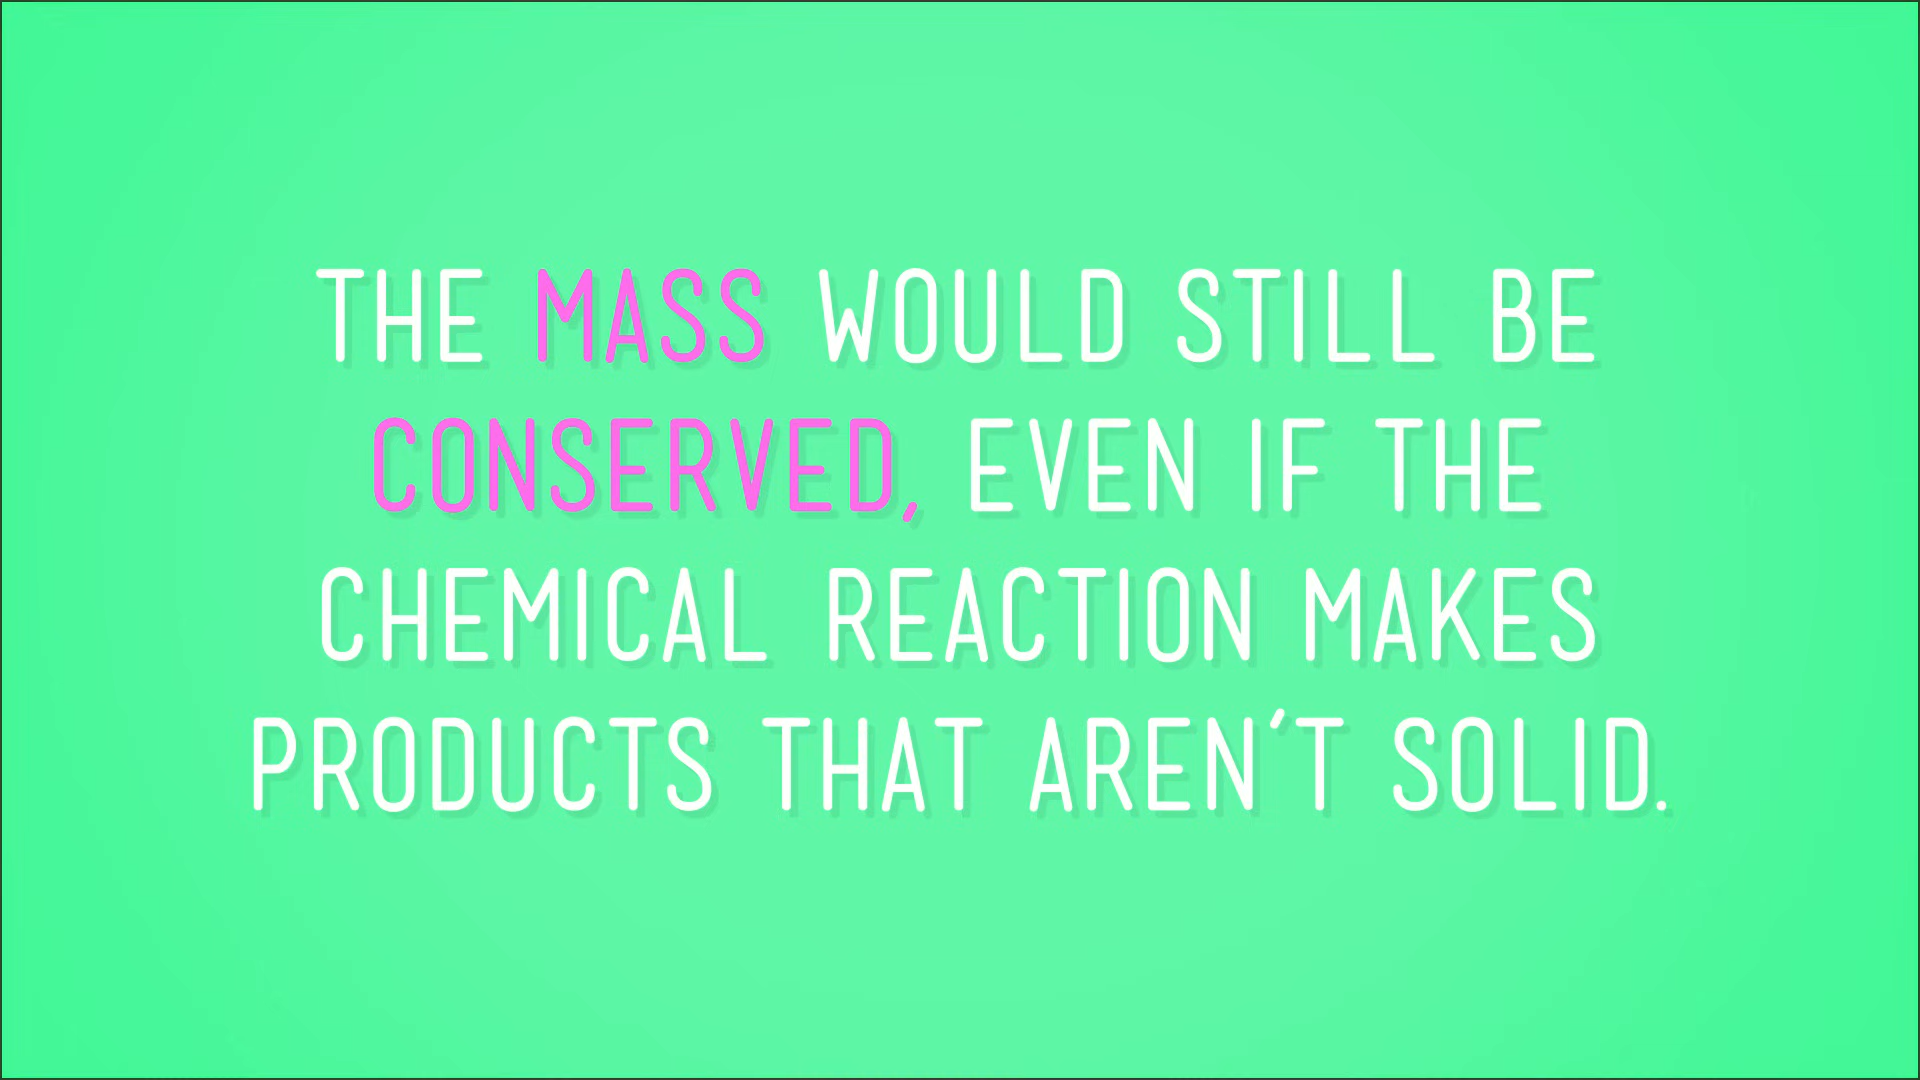 THE MASS WOULD STILL BE
CONSERVED, EVEN IF THE
CHEMICAL REACTION MAKES
PRODUCTS THAT AREN'T SOLID.